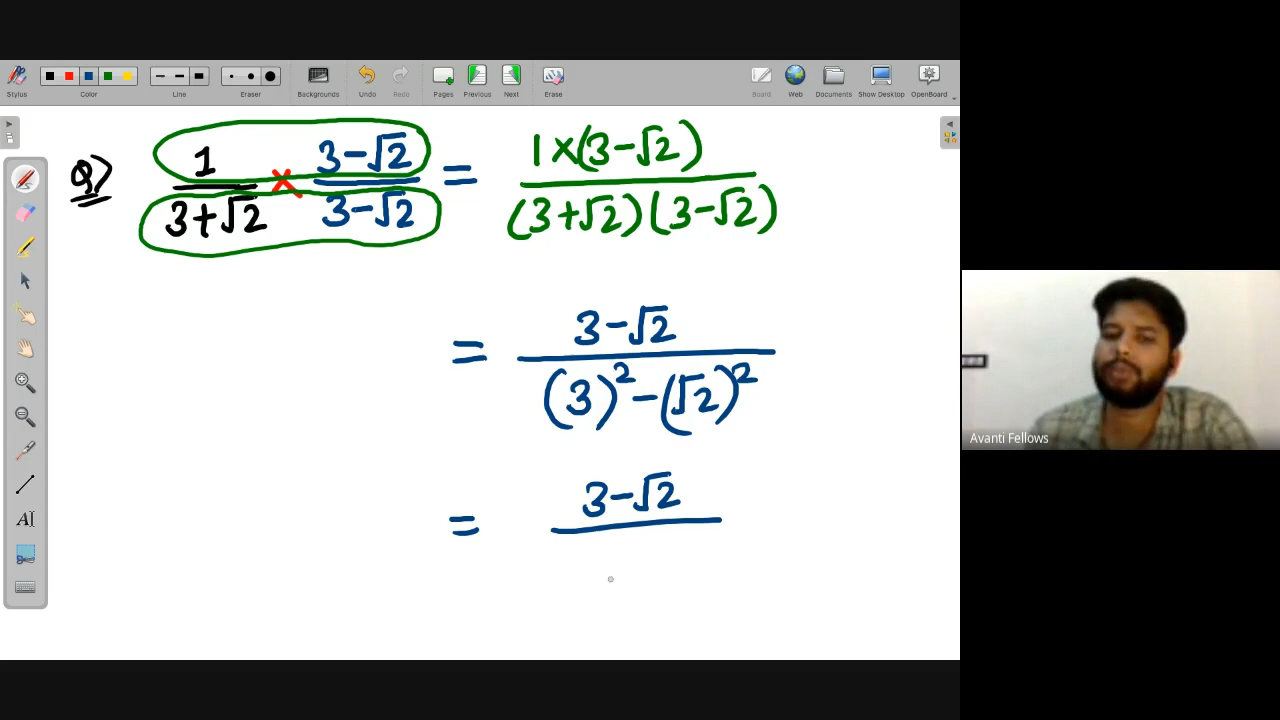 Stylus Color Line Eraser Backgrounds Undo Redo Pages Previous Next Erase Board Web Documents Show Desktop OpenBoard
Q) 1/(3+√2) × (3-√2)/(3-√2) = 1×(3-√2)/((3+√2)(3-√2))
= (3-√2)/((3)²-(√2)²)
= 3-√2
Avanti Fellows